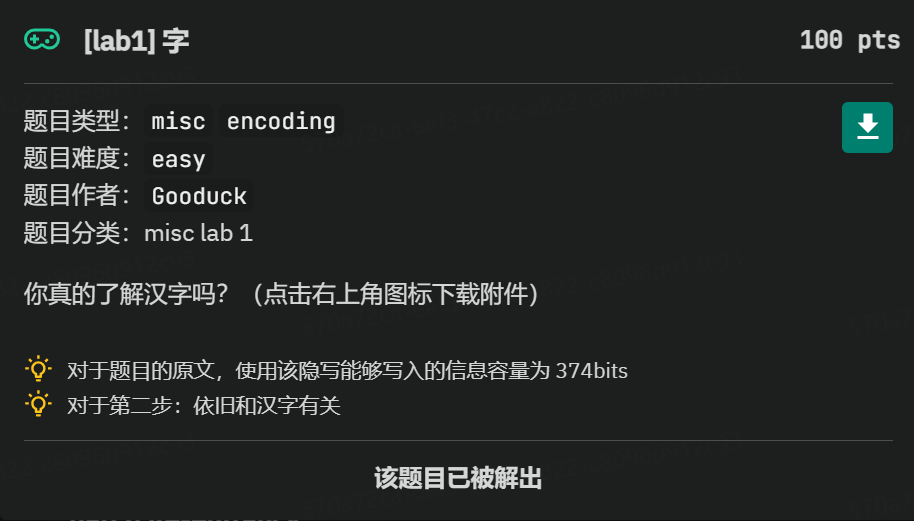 [lab1] 字 100 pts
题目类型： misc encoding
题目难度： easy
题目作者： Gooduck
题目分类：misc lab 1
你真的了解汉字吗？（点击右上角图标下载附件）
对于题目的原文，使用该隐写能够写入的信息容量为 374bits
对于第二步：依旧和汉字有关
该题目已被解出